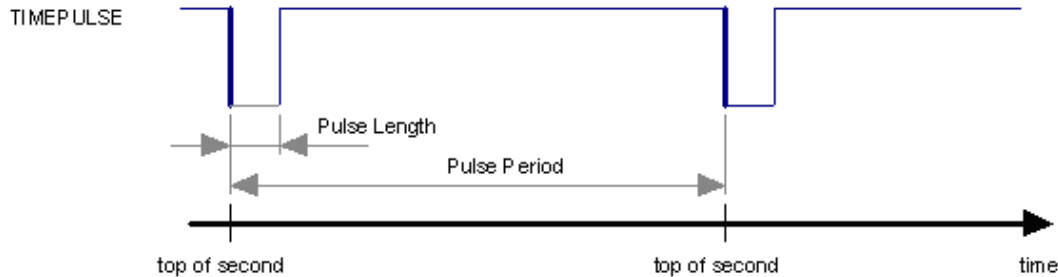 TIMEPULSE
Pulse Length
Pulse Period
top of second
top of second
time